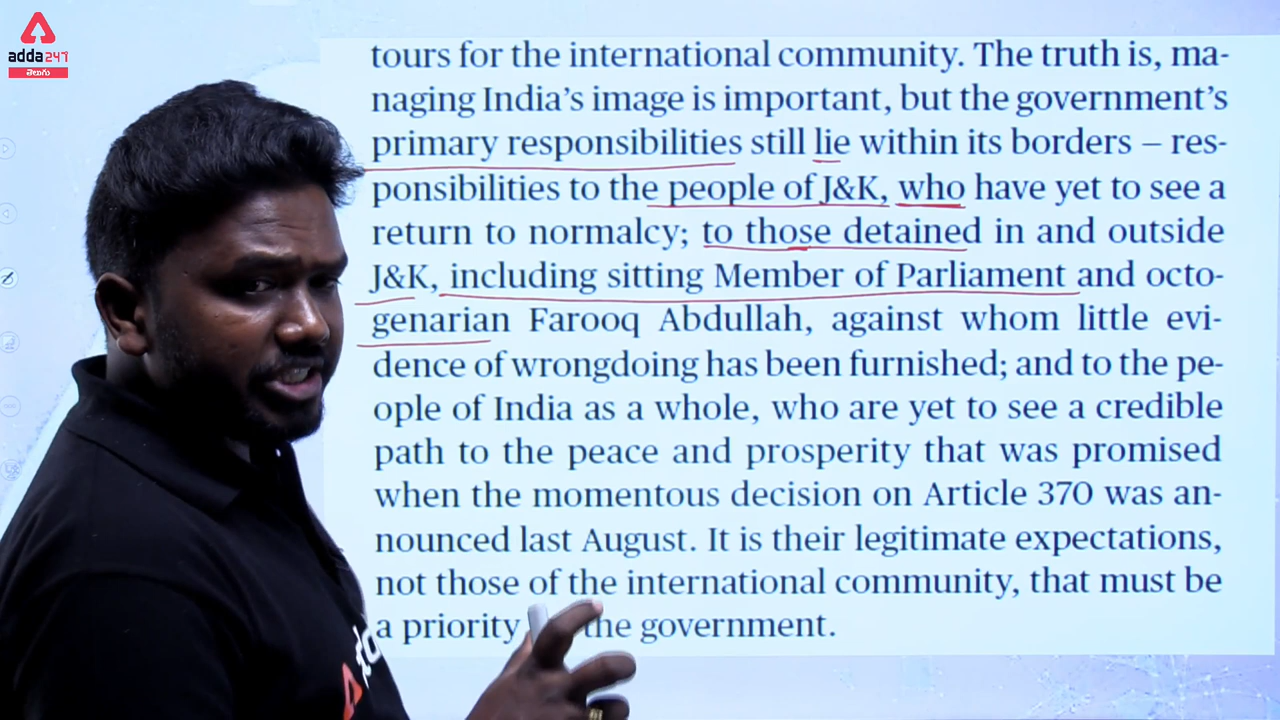 adda247
తెలుగు
tours for the international community. The truth is, ma-
naging India's image is important, but the government's
primary responsibilities still lie within its borders – res-
ponsibilities to the people of J&K, who have yet to see a
return to normalcy; to those detained in and outside
J&K, including sitting Member of Parliament and octo-
genarian Farooq Abdullah, against whom little evi-
dence of wrongdoing has been furnished; and to the pe-
ople of India as a whole, who are yet to see a credible
path to the peace and prosperity that was promised
when the momentous decision on Article 370 was an-
nounced last August. It is their legitimate expectations,
not those of the international community, that must be
a priority the government.